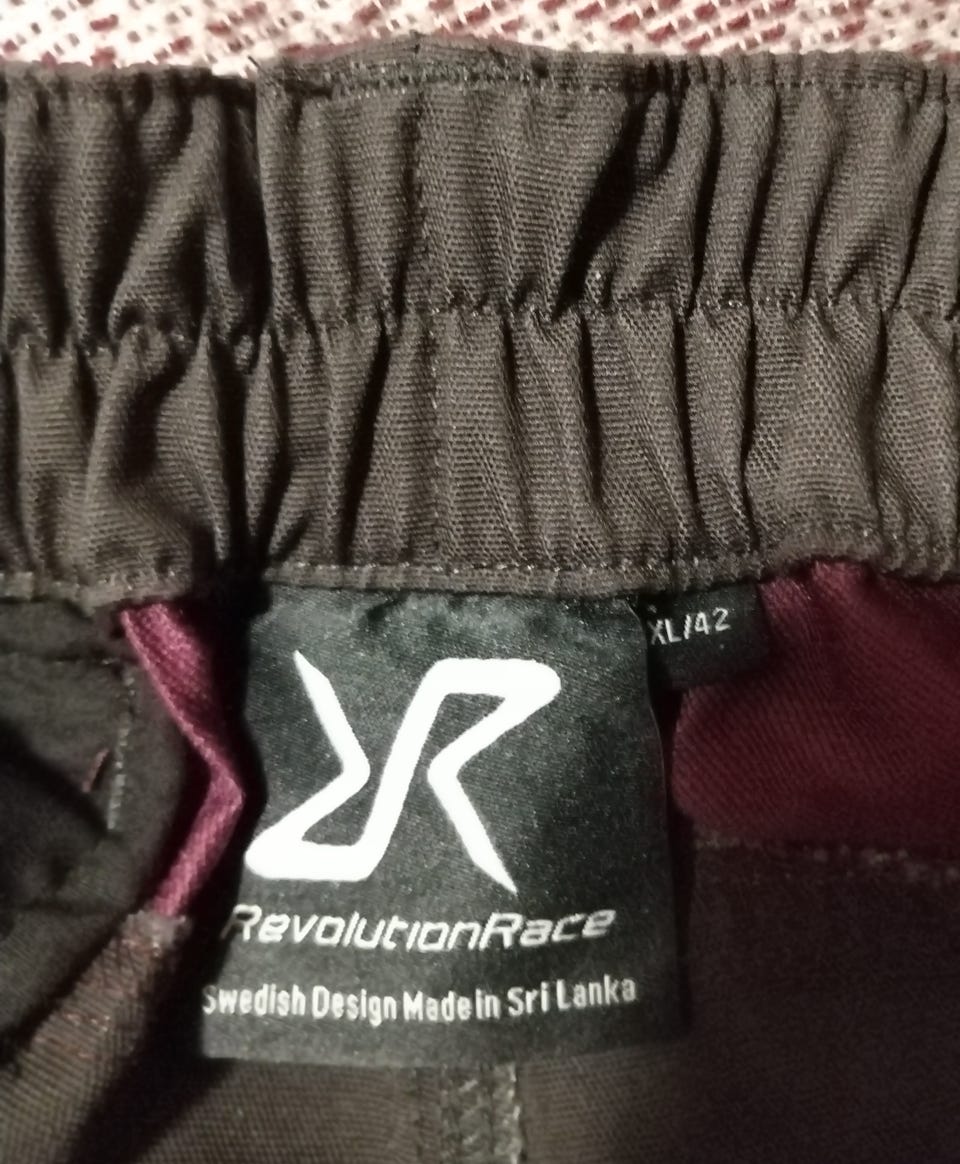 XL/42
RevolutionRace
Swedish Design Made in Sri Lanka